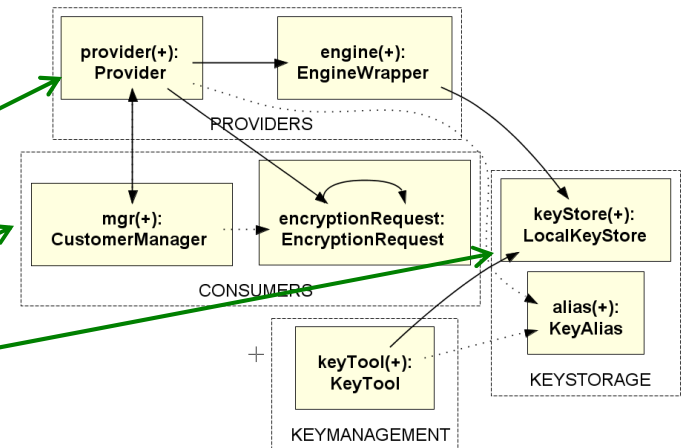 provider(+):
Provider
engine(+):
EngineWrapper
PROVIDERS
mgr(+):
CustomerManager
encryptionRequest:
EncryptionRequest
CONSUMERS
keyStore(+):
LocalKeyStore
alias(+):
KeyAlias
KEYSTORAGE
keyTool(+):
KeyTool
KEYMANAGEMENT